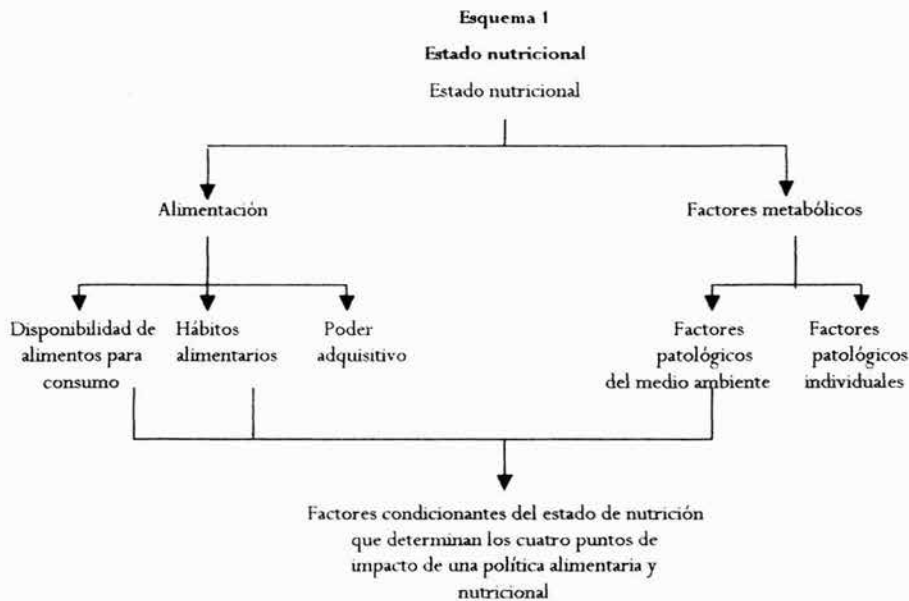 Esquema 1
Estado nutricional
Estado nutricional
Alimentación
Factores metabólicos
Disponibilidad de
alimentos para
consumo
Hábitos
alimentarios
Poder
adquisitivo
Factores
patológicos
del medio ambiente
Factores
patológicos
individuales
Factores condicionantes del estado de nutrición
que determinan los cuatro puntos de
impacto de una política alimentaria y
nutricional